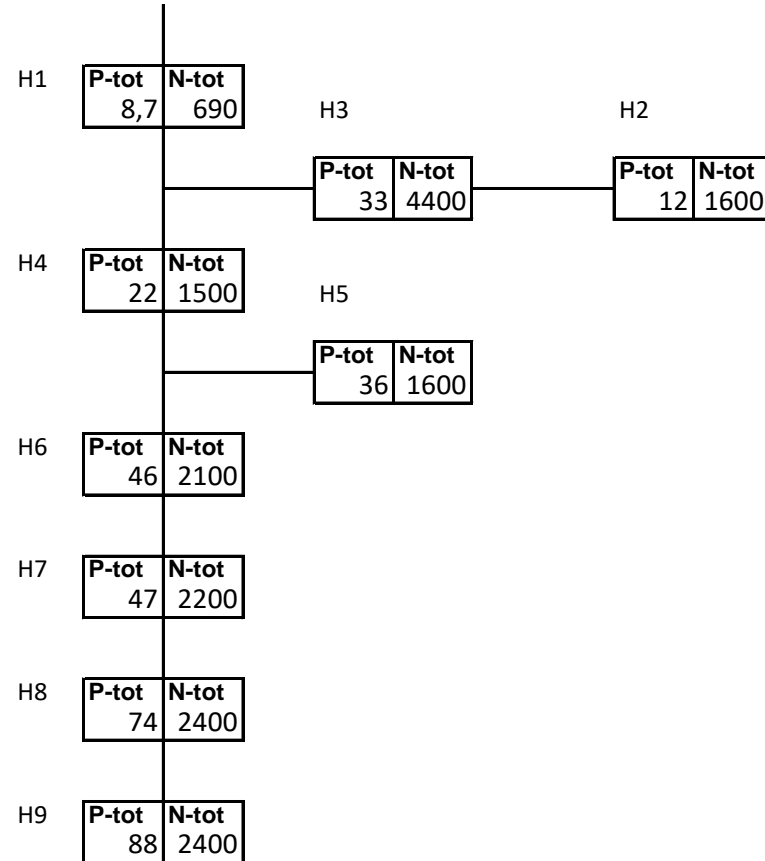 H1 P-tot N-tot
8,7 690
H3 H2
P-tot N-tot P-tot N-tot
33 4400 12 1600
H4 P-tot N-tot
22 1500
H5
P-tot N-tot
36 1600
H6 P-tot N-tot
46 2100
H7 P-tot N-tot
47 2200
H8 P-tot N-tot
74 2400
H9 P-tot N-tot
88 2400